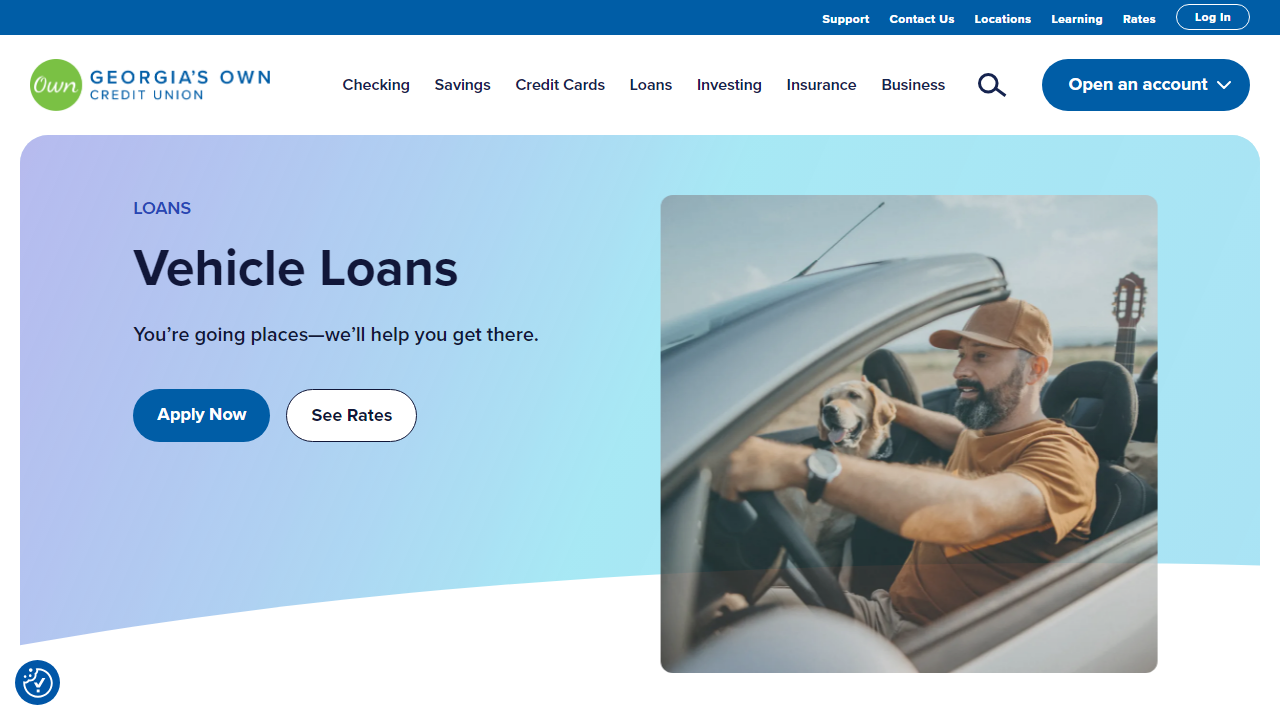 Support Contact Us Locations Learning Rates Log In
Own GEORGIA'S OWN
CREDIT UNION
Checking Savings Credit Cards Loans Investing Insurance Business Open an account
LOANS
Vehicle Loans
You’re going places—we’ll help you get there.
Apply Now See Rates